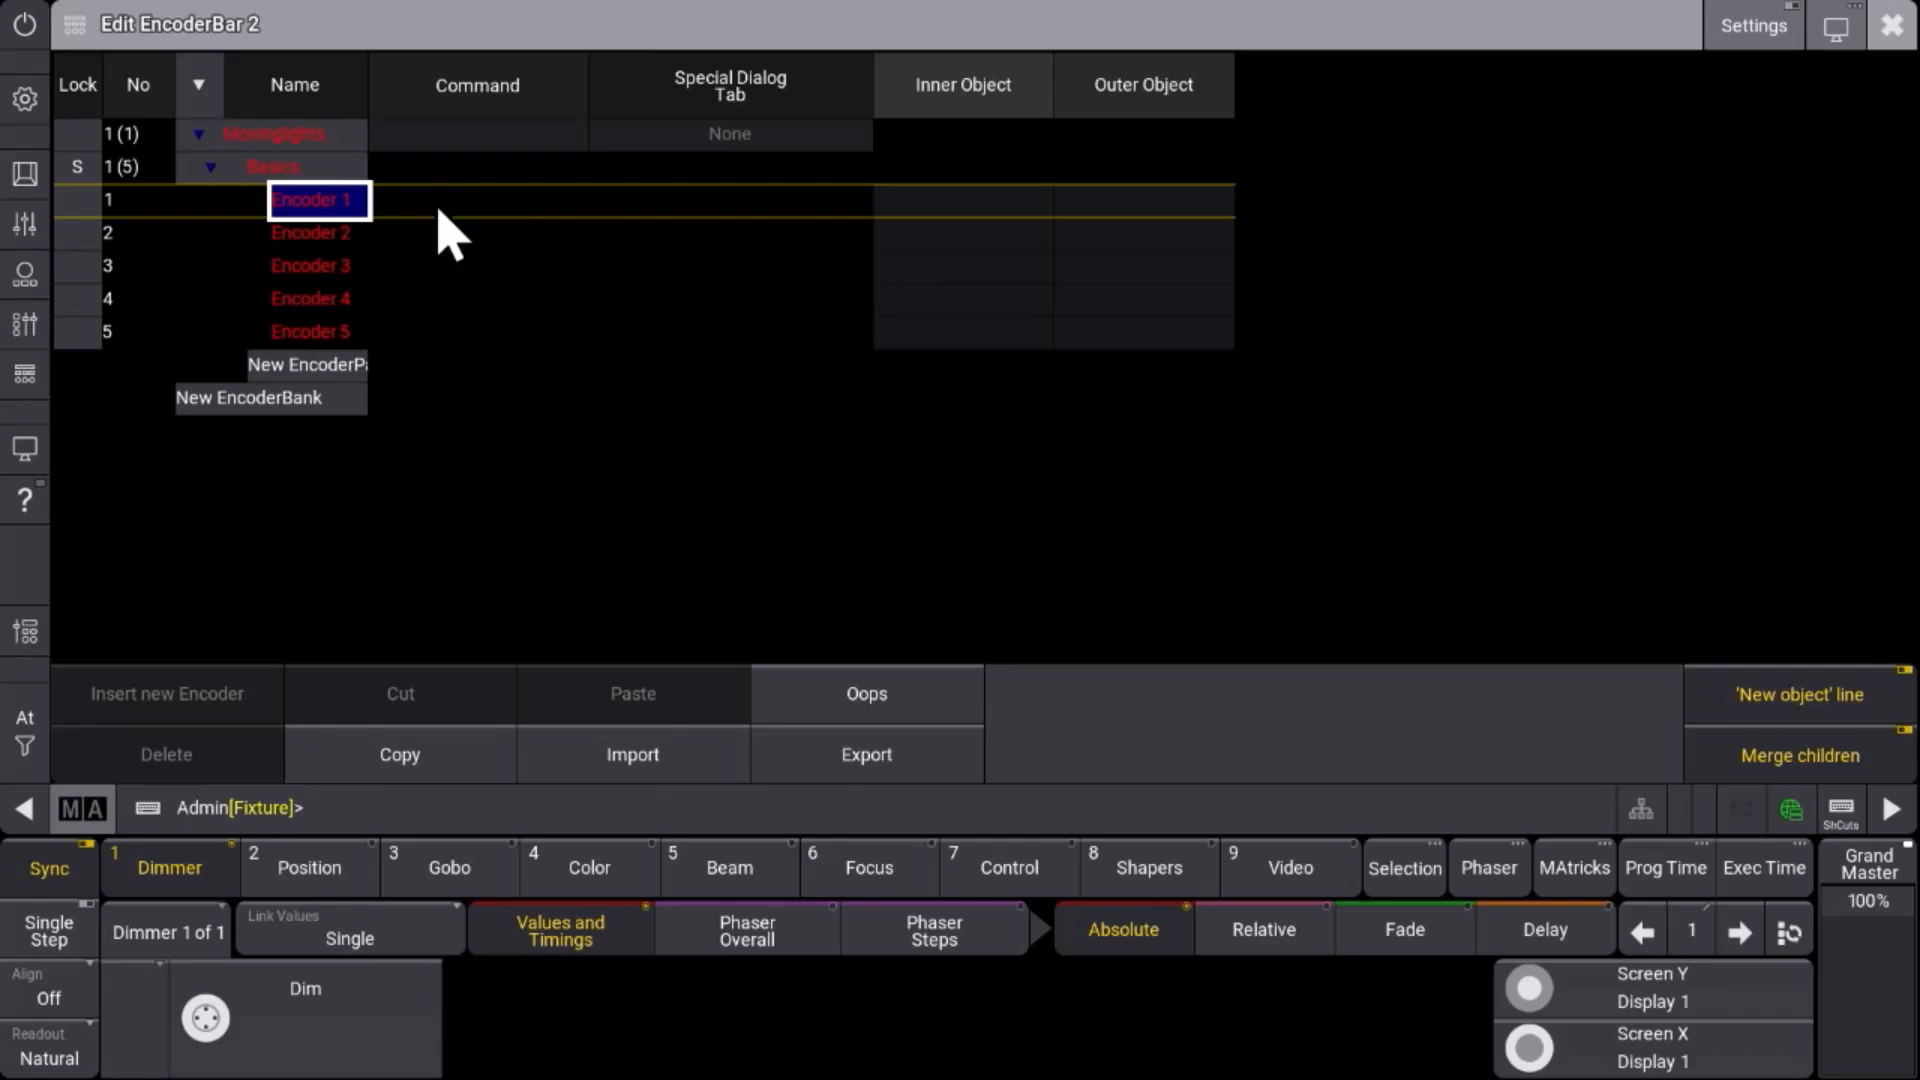 Edit EncoderBar 2
Settings
Lock No Name Command Special Dialog Tab Inner Object Outer Object
1 (1) Movinglights None
S 1 (5) Basics
1 Encoder 1
2 Encoder 2
3 Encoder 3
4 Encoder 4
5 Encoder 5
New EncoderPa
New EncoderBank
?
Insert new Encoder Cut Paste Oops 'New object' line
At
Delete Copy Import Export Merge children
MA Admin[Fixture]> ShCuts
Sync 1 Dimmer 2 Position 3 Gobo 4 Color 5 Beam 6 Focus 7 Control 8 Shapers 9 Video Selection Phaser MAtricks Prog Time Exec Time Grand Master
100%
Single Step Dimmer 1 of 1 Link Values Single Values and Timings Phaser Overall Phaser Steps Absolute Relative Fade Delay 1
Align Off Dim Screen Y Display 1
Readout Natural Screen X Display 1